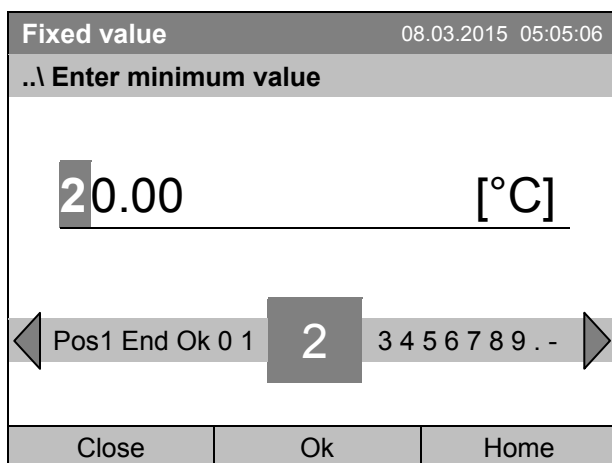 Fixed value 08.03.2015 05:05:06
..\ Enter minimum value
20.00 [°C]
Pos1 End Ok 0 1 2 3 4 5 6 7 8 9 . -
Close Ok Home